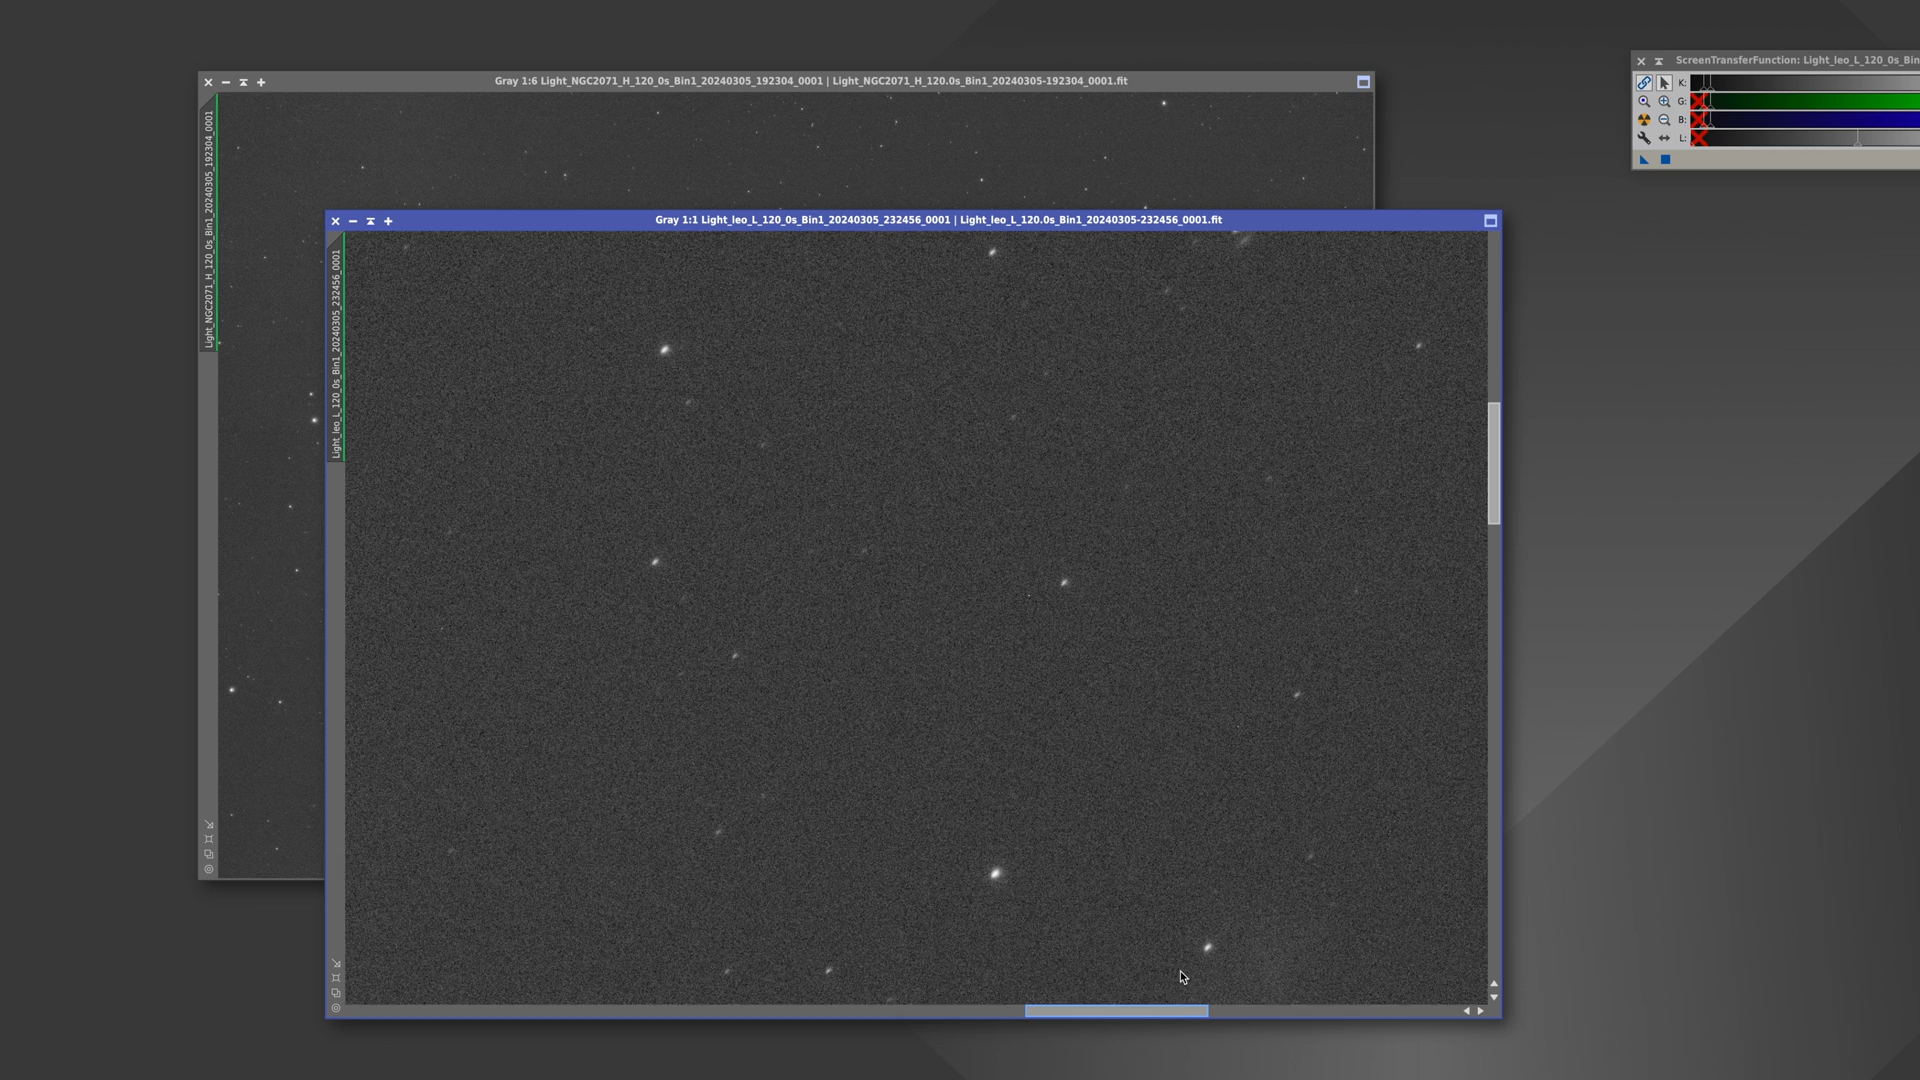 Gray 1:6 Light_NGC2071_H_120_0s_Bin1_20240305_192304_0001 | Light_NGC2071_H_120.0s_Bin1_20240305-192304_0001.fit
Light_NGC2071_H_120_0s_Bin1_20240305_192304_0001
Gray 1:1 Light_leo_L_120_0s_Bin1_20240305_232456_0001 | Light_leo_L_120.0s_Bin1_20240305-232456_0001.fit
Light_leo_L_120_0s_Bin1_20240305_232456_0001
ScreenTransferFunction: Light_leo_L_120_0s_Bin
K:
G:
B:
L: